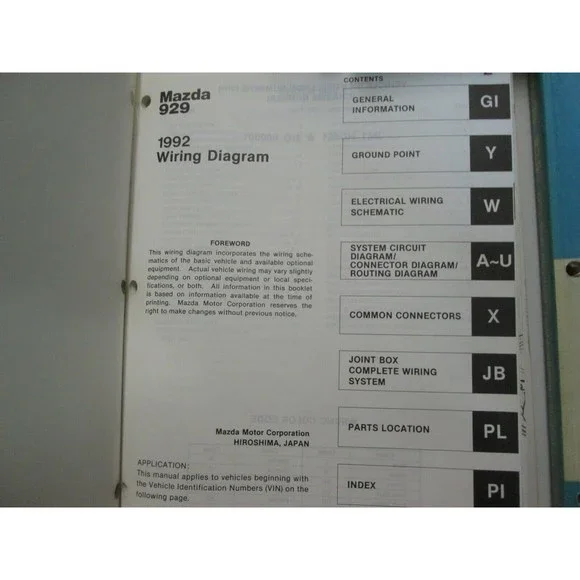 Mazda
929
1992
Wiring Diagram
FOREWORD
This wiring diagram incorporates the wiring sche-
matics of the basic vehicle and available optional
equipment. Actual vehicle wiring may vary slightly
depending on optional equipment or local speci-
fications, or both. All information in this booklet
is based on information available at the time of
printing. Mazda Motor Corporation reserves the
right to make changes without previous notice.
Mazda Motor Corporation
HIROSHIMA, JAPAN
APPLICATION:
This manual applies to vehicles beginning with
the Vehicle Identification Numbers (VIN) on the
following page.
CONTENTS
GENERAL
INFORMATION
GI
GROUND POINT
Y
ELECTRICAL WIRING
SCHEMATIC
W
SYSTEM CIRCUIT
DIAGRAM/
CONNECTOR DIAGRAM/
ROUTING DIAGRAM
A~U
COMMON CONNECTORS
X
JOINT BOX
COMPLETE WIRING
SYSTEM
JB
PARTS LOCATION
PL
INDEX
PI